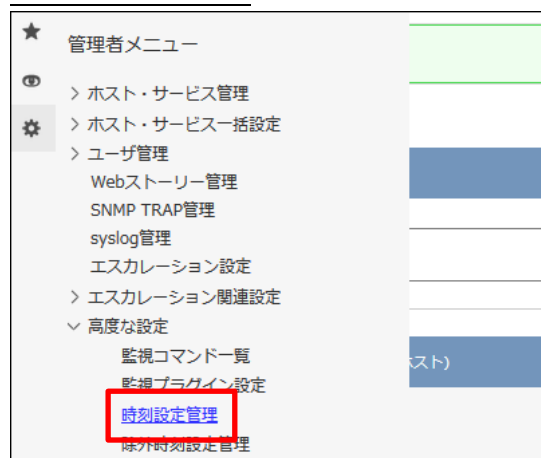 管理者メニュー
> ホスト・サービス管理
> ホスト・サービス一括設定
> ユーザ管理
Webストーリー管理
SNMP TRAP管理
syslog管理
エスカレーション設定
> エスカレーション関連設定
∨ 高度な設定
監視コマンド一覧
ホスト)
監視プラグイン設定
時刻設定管理
除外時刻設定管理